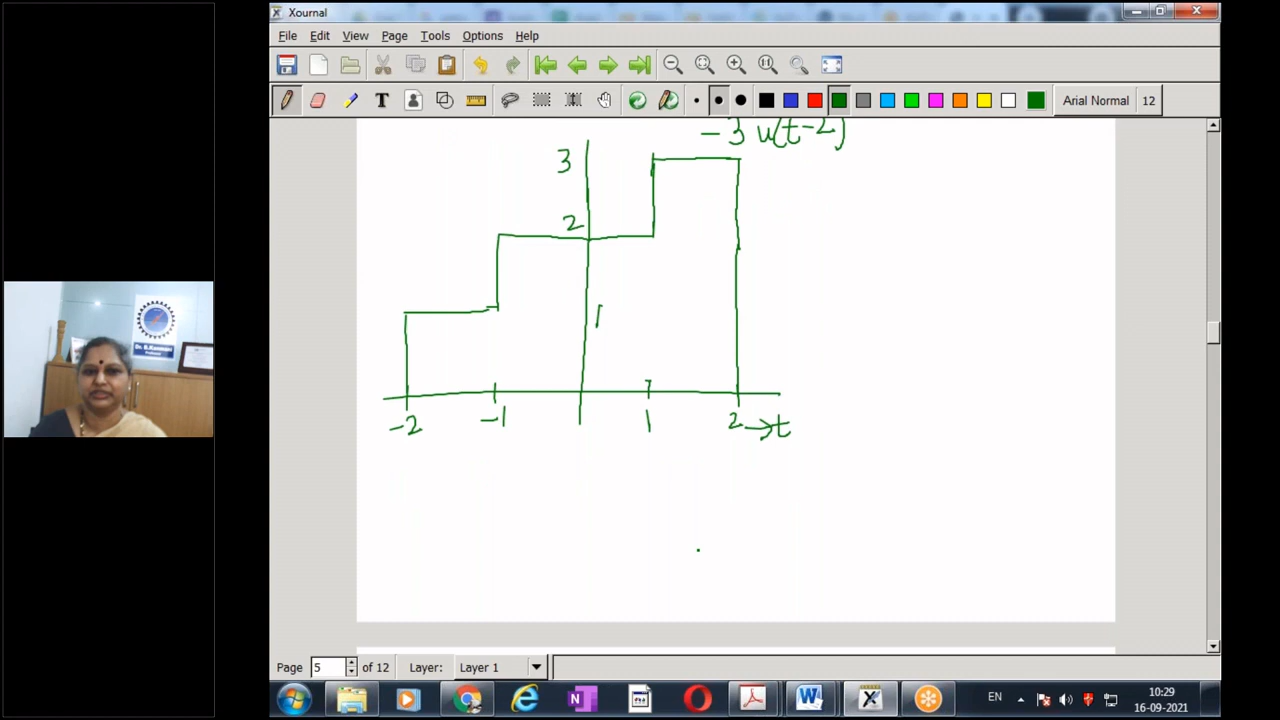 Xournal
File Edit View Page Tools Options Help
Arial Normal 12
-3 u(t-2)
3
2
1
-2 -1 1 2 →t
Page 5 of 12 Layer: Layer 1
EN 10:29
16-09-2021